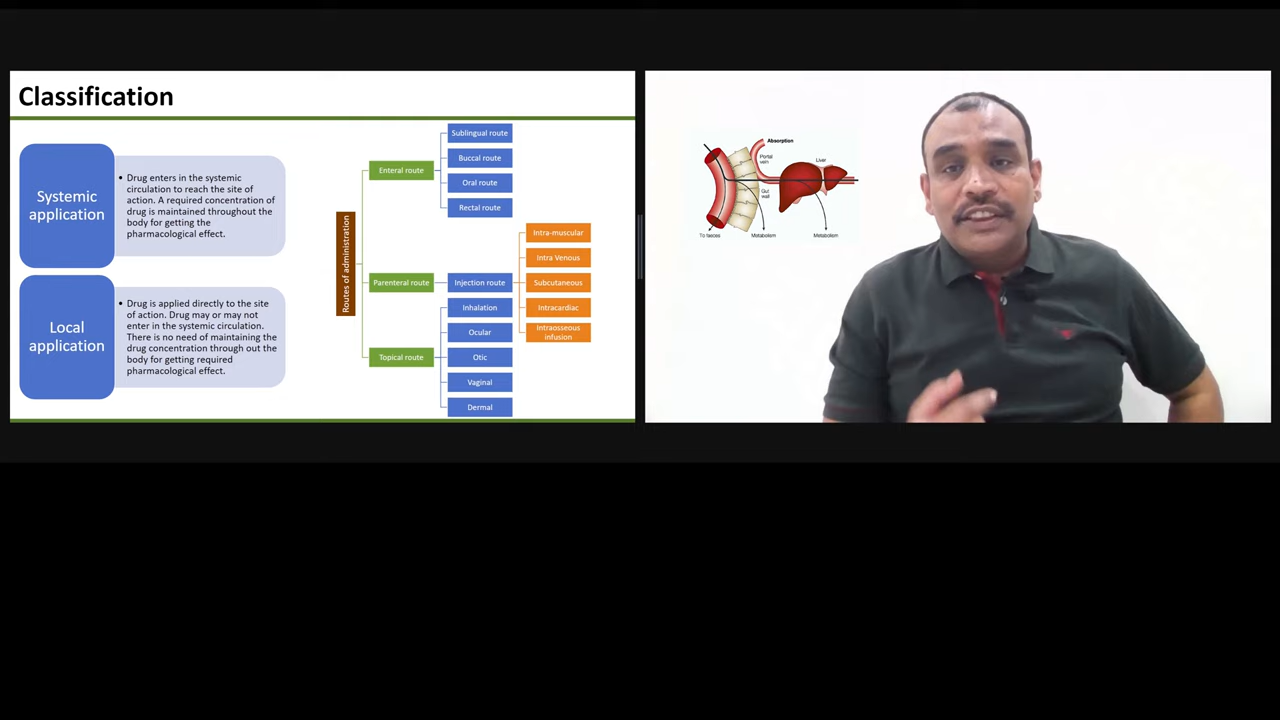 Classification
Systemic
application
• Drug enters in the systemic
circulation to reach the site of
action. A required concentration of
drug is maintained throughout the
body for getting the
pharmacological effect.
Local
application
• Drug is applied directly to the site
of action. Drug may or may not
enter in the systemic circulation.
There is no need of maintaining the
drug concentration through out the
body for getting required
pharmacological effect.
Routes of administration
Enteral route
Sublingual route
Buccal route
Oral route
Rectal route
Parenteral route
Injection route
Intra-muscular
Intra Venous
Subcutaneous
Intracardiac
Intraosseous
infusion
Topical route
Inhalation
Ocular
Otic
Vaginal
Dermal
Absorption
Portal
vein
Liver
Gut
wall
To faeces
Metabolism
Metabolism